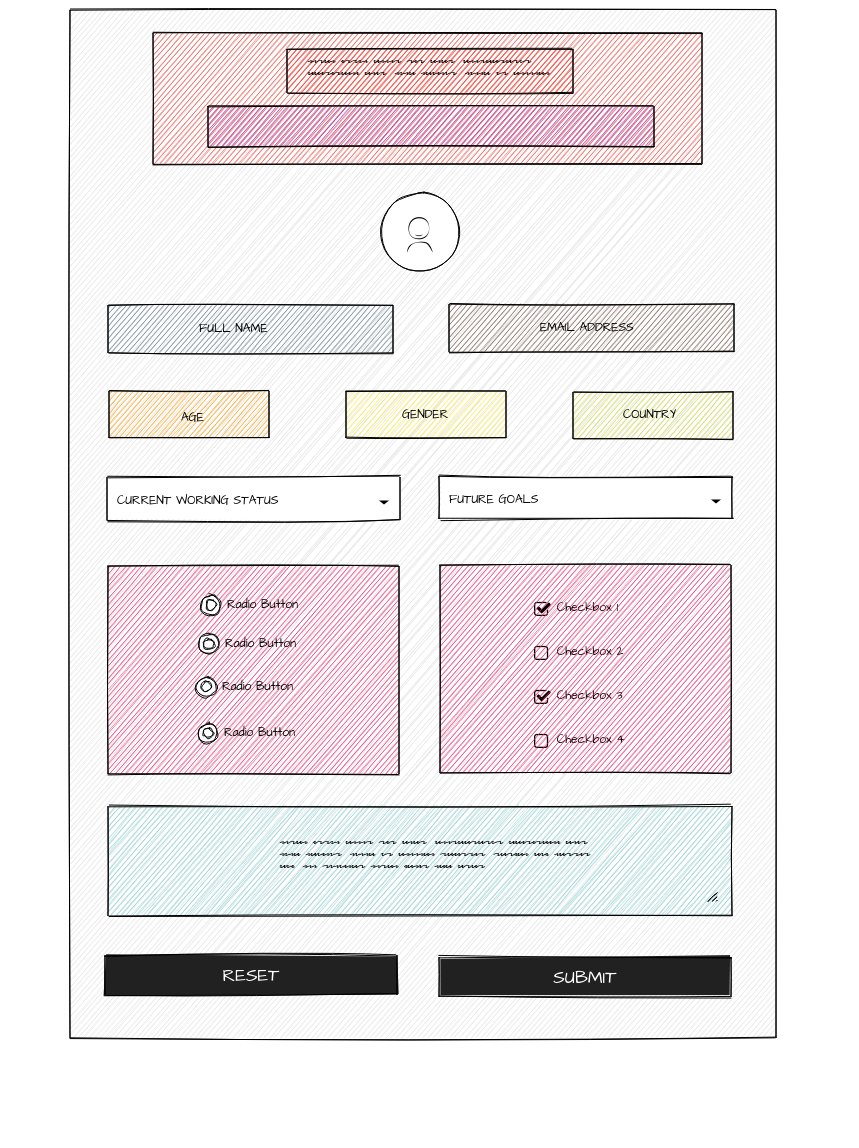 FULL NAME
EMAIL ADDRESS
AGE
GENDER
COUNTRY
CURRENT WORKING STATUS
FUTURE GOALS
Radio Button
Radio Button
Radio Button
Radio Button
Checkbox 1
Checkbox 2
Checkbox 3
Checkbox 4
RESET
SUBMIT